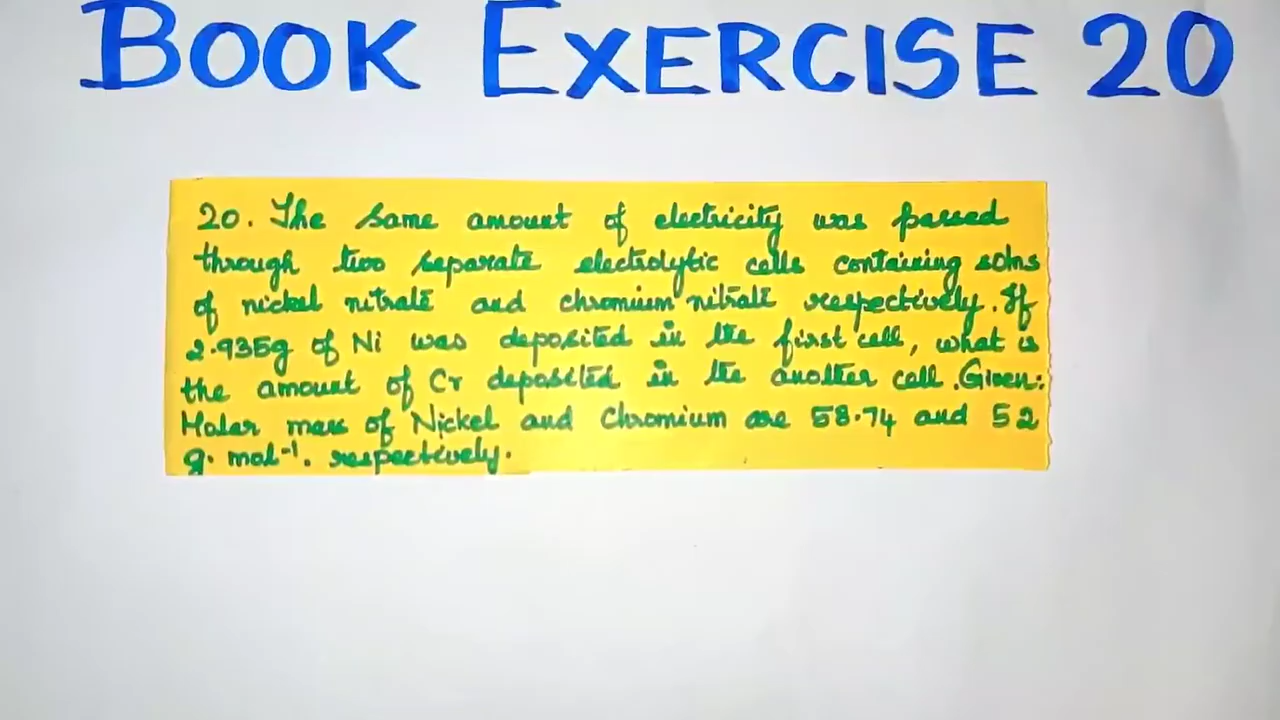 BOOK EXERCISE 20
20. The same amount of electricity was passed
through two separate electrolytic cells containing solns
of nickel nitrate and chromium nitrate respectively. If
2.935g of Ni was deposited in the first cell, what is
the amount of Cr deposited in the another cell. Given:
Molar mass of Nickel and Chromium are 58.74 and 52
g. mol⁻¹. respectively.